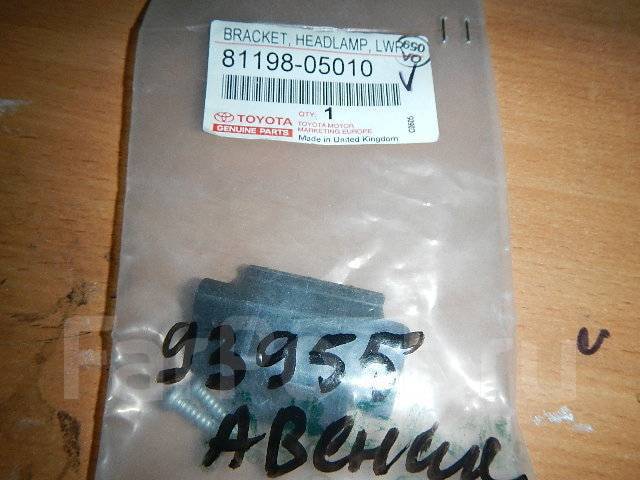 BRACKET, HEADLAMP, LWR
81198-05010
TOYOTA
GENUINE PARTS
QTY: 1
TOYOTA MOTOR
MARKETING EUROPE
Made in United Kingdom
93955